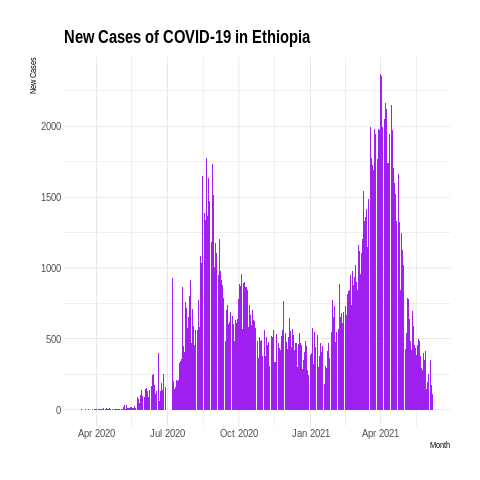 New Cases of COVID-19 in Ethiopia
New Cases
2000
1500
1000
500
0
Apr 2020 Jul 2020 Oct 2020 Jan 2021 Apr 2021
Month